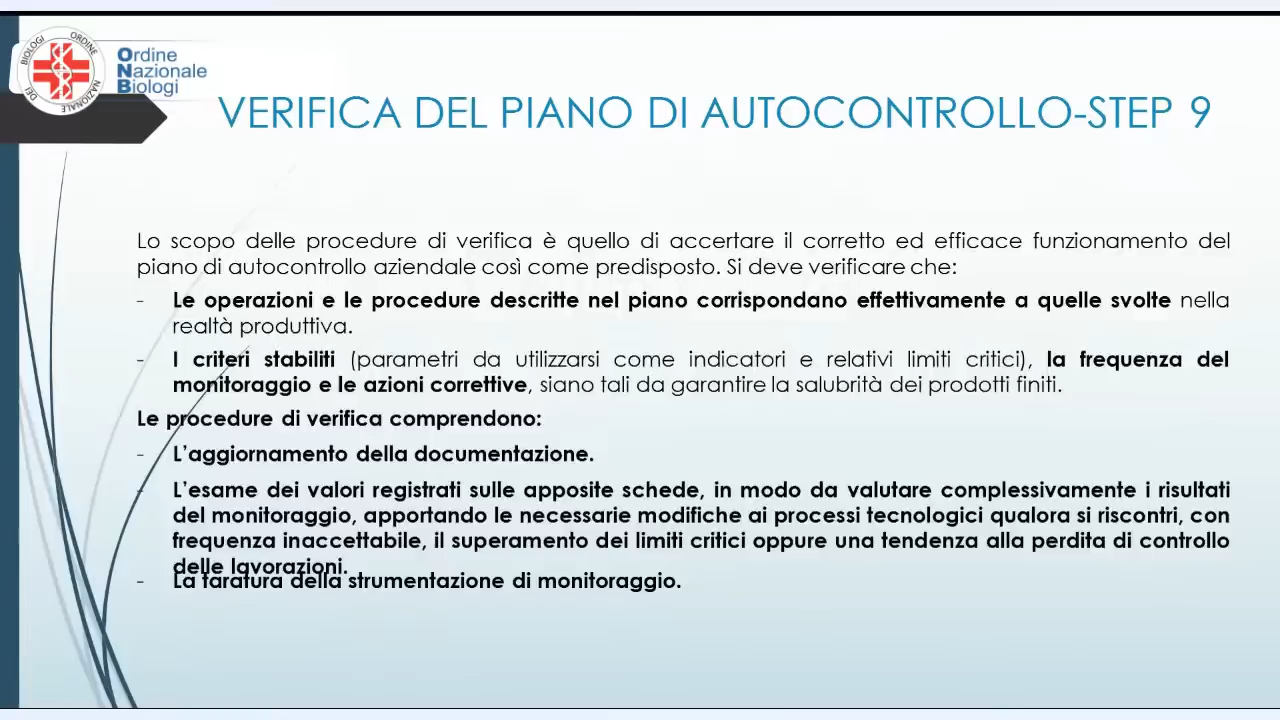 ORDINE NAZIONALE DEI BIOLOGI
Ordine
Nazionale
Biologi
VERIFICA DEL PIANO DI AUTOCONTROLLO-STEP 9
Lo scopo delle procedure di verifica è quello di accertare il corretto ed efficace funzionamento del
piano di autocontrollo aziendale così come predisposto. Si deve verificare che:
- Le operazioni e le procedure descritte nel piano corrispondano effettivamente a quelle svolte nella
realtà produttiva.
- I criteri stabiliti (parametri da utilizzarsi come indicatori e relativi limiti critici), la frequenza del
monitoraggio e le azioni correttive, siano tali da garantire la salubrità dei prodotti finiti.
Le procedure di verifica comprendono:
- L'aggiornamento della documentazione.
- L'esame dei valori registrati sulle apposite schede, in modo da valutare complessivamente i risultati
del monitoraggio, apportando le necessarie modifiche ai processi tecnologici qualora si riscontri, con
frequenza inaccettabile, il superamento dei limiti critici oppure una tendenza alla perdita di controllo
delle lavorazioni.
- La taratura della strumentazione di monitoraggio.